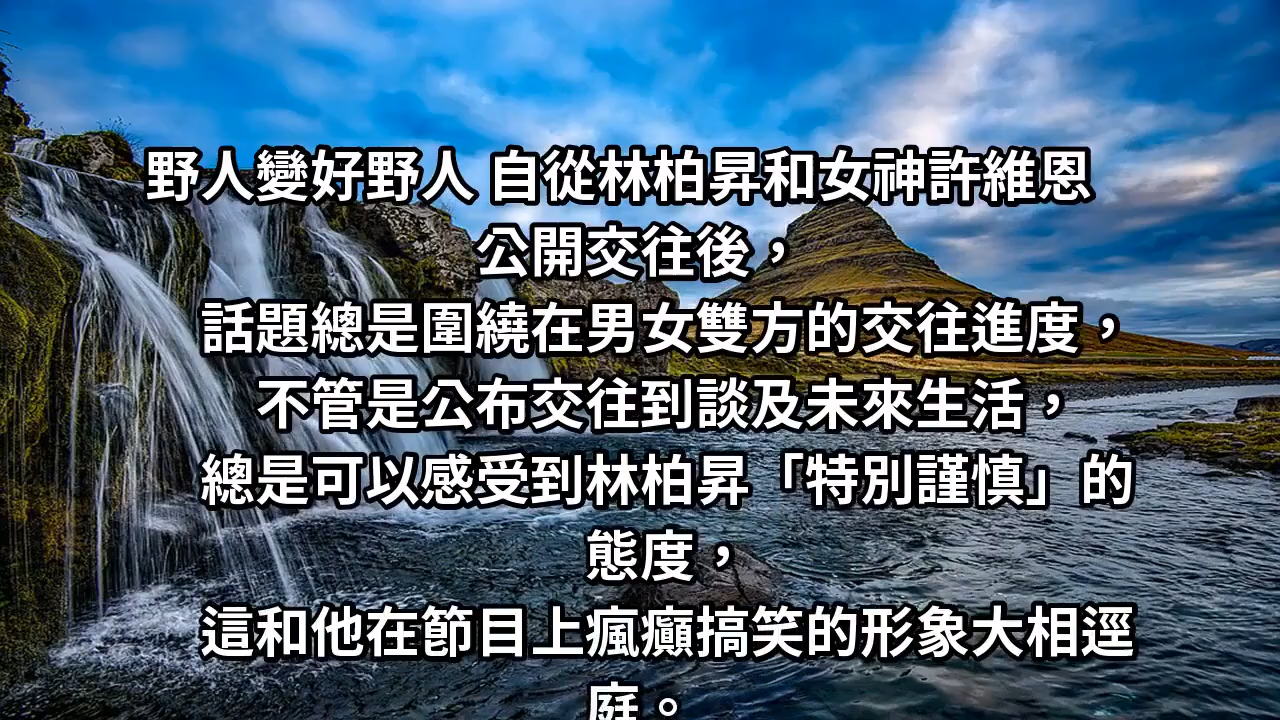 野人變好野人 自從林柏昇和女神許維恩
公開交往後，
話題總是圍繞在男女雙方的交往進度，
不管是公布交往到談及未來生活，
總是可以感受到林柏昇「特別謹慎」的
態度，
這和他在節目上瘋癲搞笑的形象大相逕
庭。